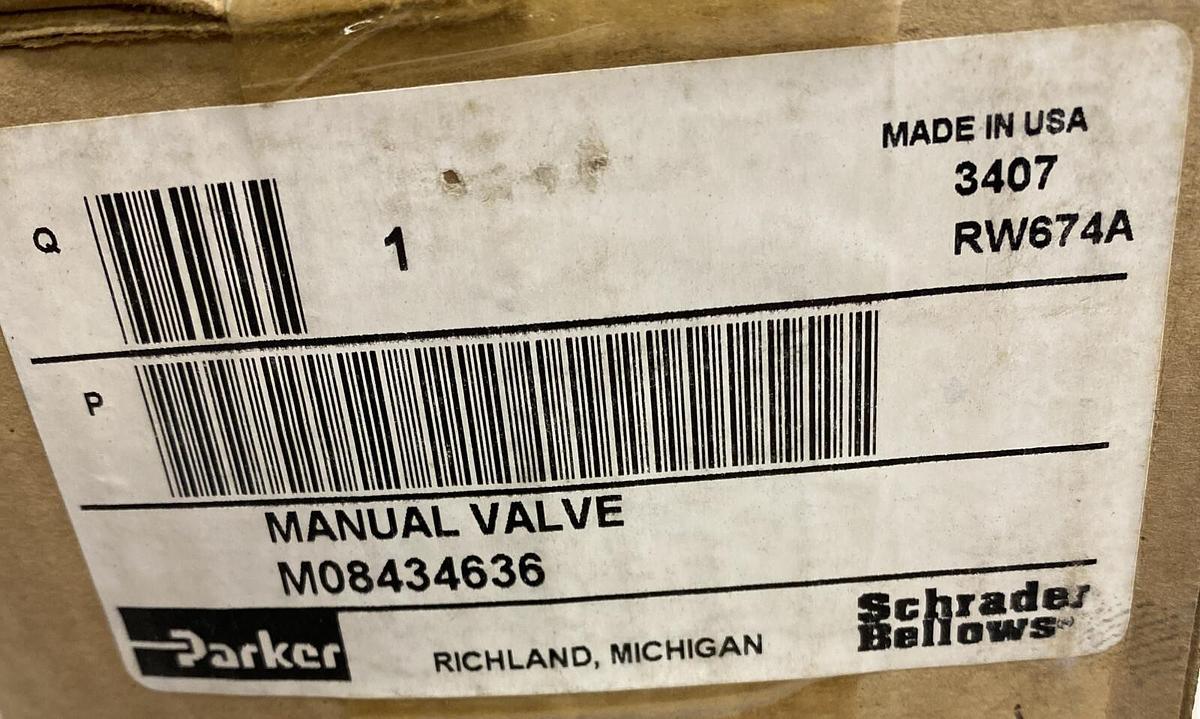 MADE IN USA
3407
RW674A
Q
1
P
MANUAL VALVE
M08434636
Parker
RICHLAND, MICHIGAN
Schrader
Bellows®